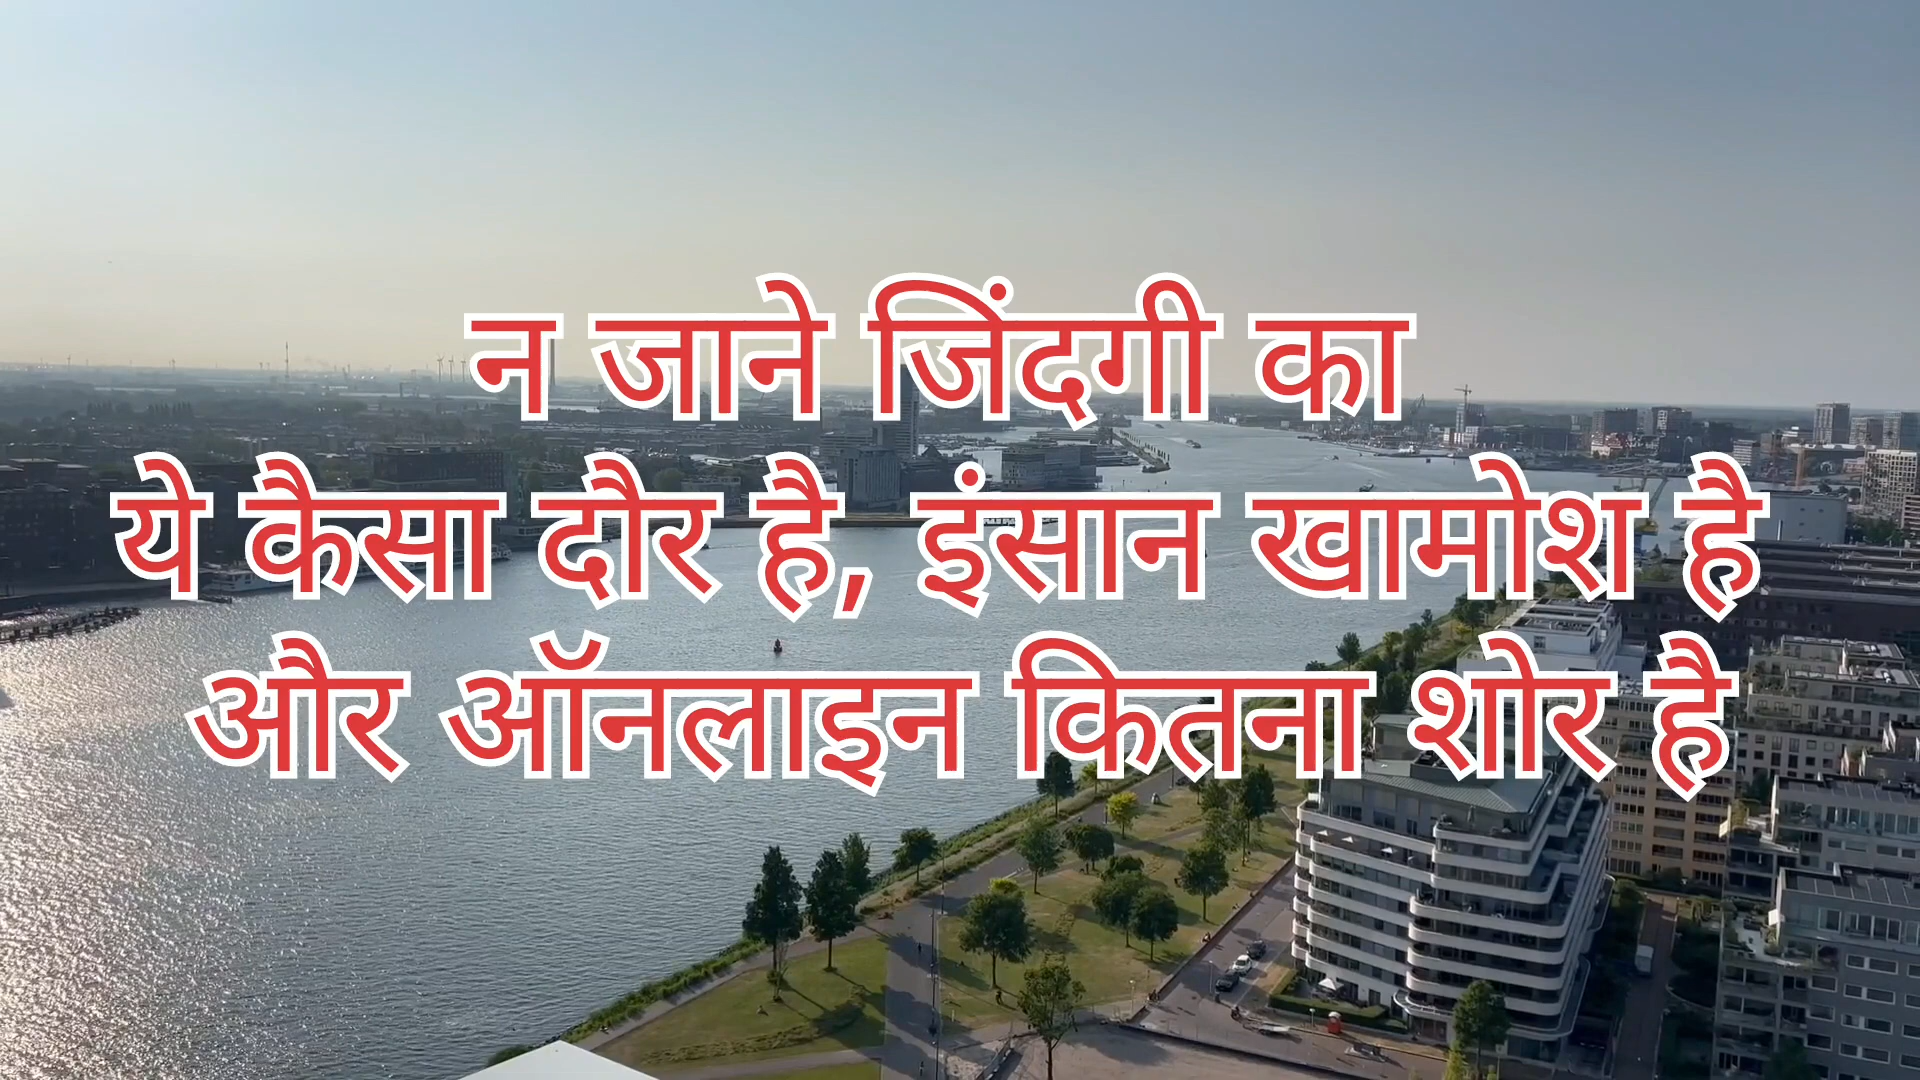 न जाने जिंदगी का
ये कैसा दौर है, इंसान खामोश है
और ऑनलाइन कितना शोर है